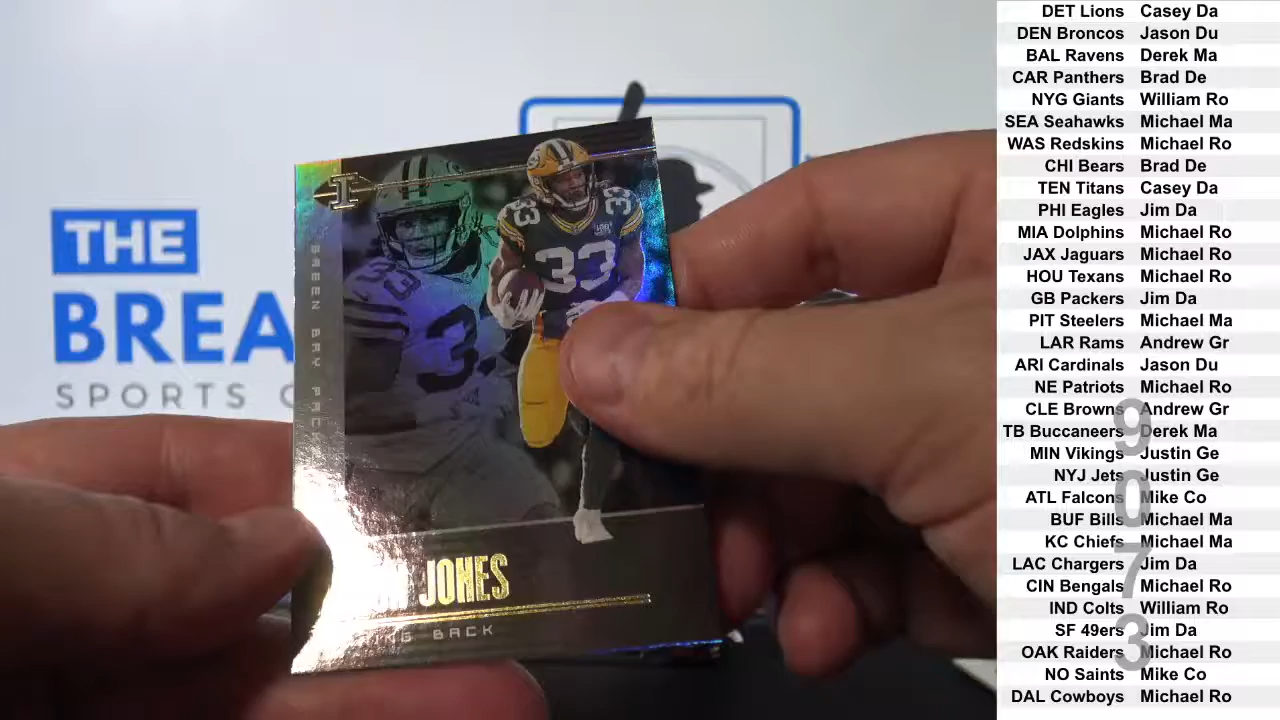 THE
BREA
SPORTS
I
GREEN BAY PACK
33
33
33
33
JONES
BACK
DET Lions Casey Da
DEN Broncos Jason Du
BAL Ravens Derek Ma
CAR Panthers Brad De
NYG Giants William Ro
SEA Seahawks Michael Ma
WAS Redskins Michael Ro
CHI Bears Brad De
TEN Titans Casey Da
PHI Eagles Jim Da
MIA Dolphins Michael Ro
JAX Jaguars Michael Ro
HOU Texans Michael Ro
GB Packers Jim Da
PIT Steelers Michael Ma
LAR Rams Andrew Gr
ARI Cardinals Jason Du
NE Patriots Michael Ro
CLE Browns Andrew Gr
TB Buccaneers Derek Ma
MIN Vikings Justin Ge
NYJ Jets Justin Ge
ATL Falcons Mike Co
BUF Bills Michael Ma
KC Chiefs Michael Ma
LAC Chargers Jim Da
CIN Bengals Michael Ro
IND Colts William Ro
SF 49ers Jim Da
OAK Raiders Michael Ro
NO Saints Mike Co
DAL Cowboys Michael Ro
9073